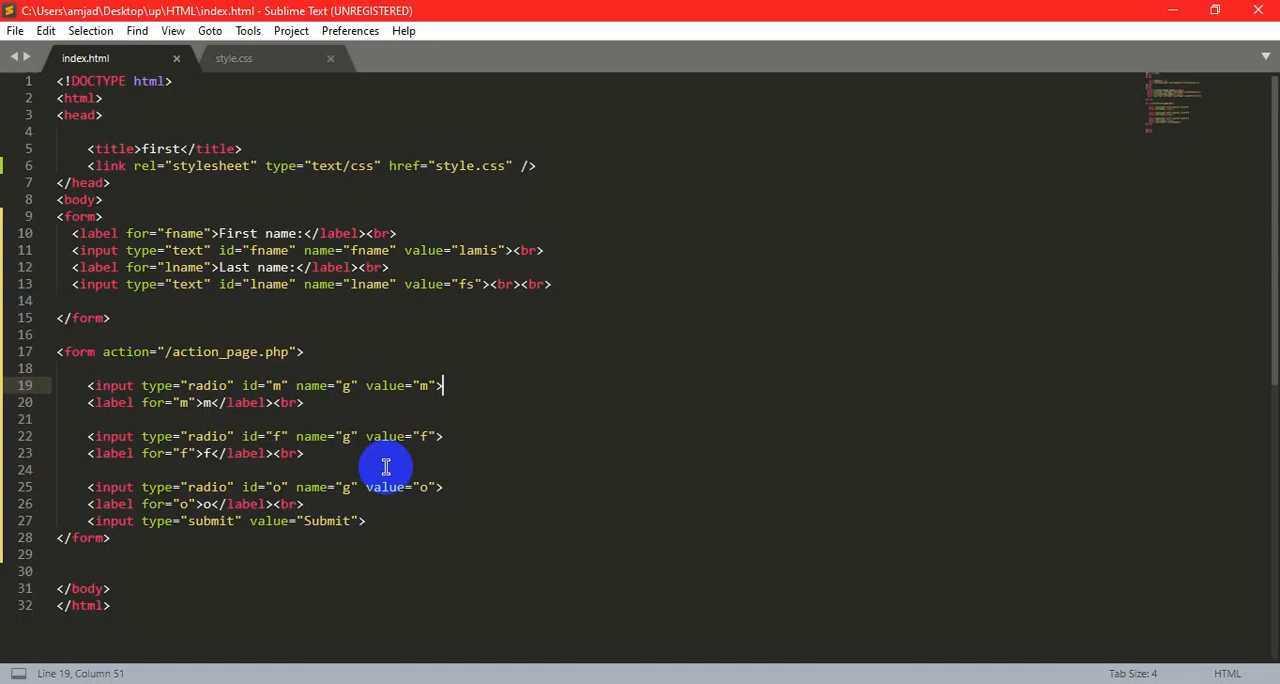 C:\Users\amjad\Desktop\up\HTML\index.html - Sublime Text (UNREGISTERED)
File Edit Selection Find View Goto Tools Project Preferences Help
index.html style.css
1 <!DOCTYPE html>
2 <html>
3 <head>
4
5 <title>first</title>
6 <link rel="stylesheet" type="text/css" href="style.css" />
7 </head>
8 <body>
9 <form>
10 <label for="fname">First name:</label><br>
11 <input type="text" id="fname" name="fname" value="lamis"><br>
12 <label for="lname">Last name:</label><br>
13 <input type="text" id="lname" name="lname" value="fs"><br><br>
14
15 </form>
16
17 <form action="/action_page.php">
18
19 <input type="radio" id="m" name="g" value="m">
20 <label for="m">m</label><br>
21
22 <input type="radio" id="f" name="g" value="f">
23 <label for="f">f</label><br>
24
25 <input type="radio" id="o" name="g" value="o">
26 <label for="o">o</label><br>
27 <input type="submit" value="Submit">
28 </form>
29
30
31 </body>
32 </html>
Line 19, Column 51 Tab Size: 4 HTML